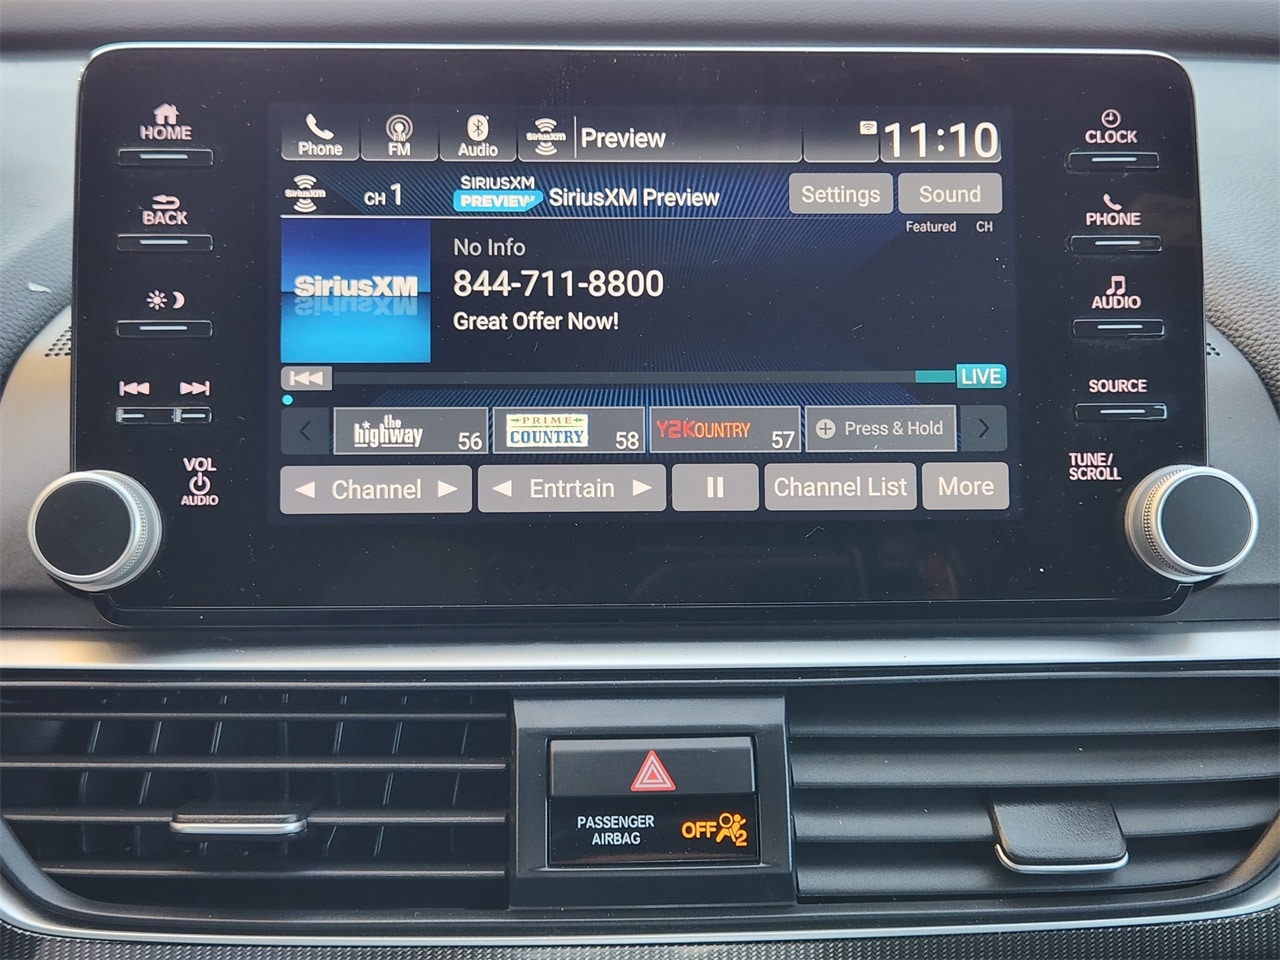 HOME
BACK
VOL
AUDIO
Phone
FM
FM
Audio
SiriusXM
Preview
11:10
SiriusXM
CH 1
SIRIUSXM
PREVIEW
SiriusXM Preview
Settings
Sound
Featured CH
SiriusXM
No Info
844-711-8800
Great Offer Now!
LIVE
the
highway
56
PRIME
COUNTRY
58
Y2KOUNTRY
57
Press & Hold
Channel
Entrtain
Channel List
More
CLOCK
PHONE
AUDIO
SOURCE
TUNE/
SCROLL
PASSENGER
AIRBAG
OFF
2